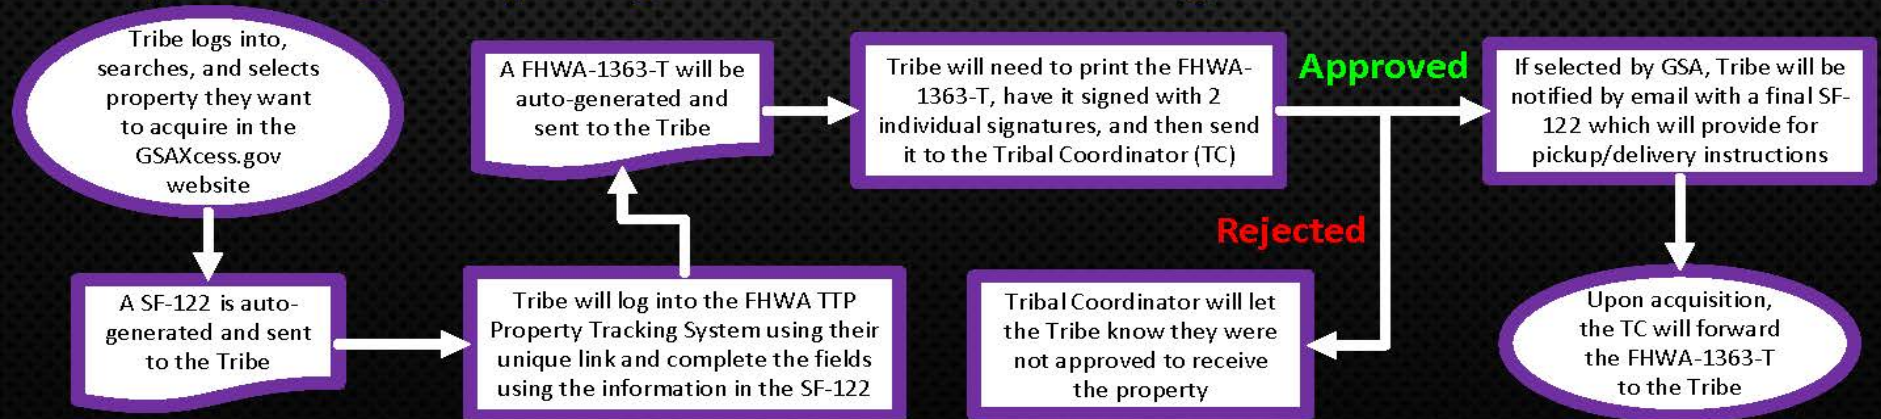 Tribe logs into,
searches, and selects
property they want
to acquire in the
GSAXcess.gov
website
A SF-122 is auto-
generated and sent
to the Tribe
Tribe will log into the FHWA TTP
Property Tracking System using their
unique link and complete the fields
using the information in the SF-122
A FHWA-1363-T will be
auto-generated and
sent to the Tribe
Tribe will need to print the FHWA-
1363-T, have it signed with 2
individual signatures, and then send
it to the Tribal Coordinator (TC)
Approved
Rejected
Tribal Coordinator will let
the Tribe know they were
not approved to receive
the property
If selected by GSA, Tribe will be
notified by email with a final SF-
122 which will provide for
pickup/delivery instructions
Upon acquisition,
the TC will forward
the FHWA-1363-T
to the Tribe